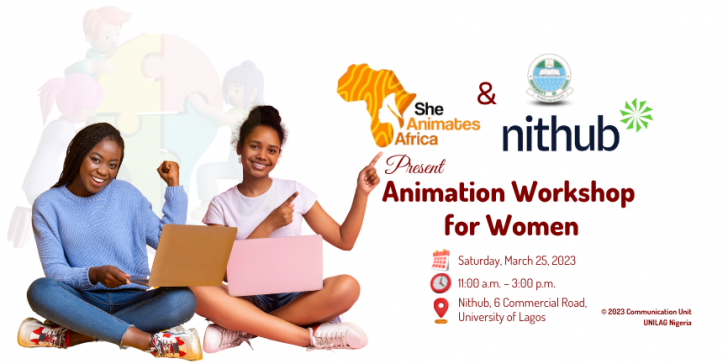 She
Animates
Africa
&
nithub
Present
Animation Workshop
for Women
Saturday, March 25, 2023
11:00 a.m. – 3:00 p.m.
Nithub, 6 Commercial Road,
University of Lagos
© 2023 Communication Unit
UNILAG Nigeria